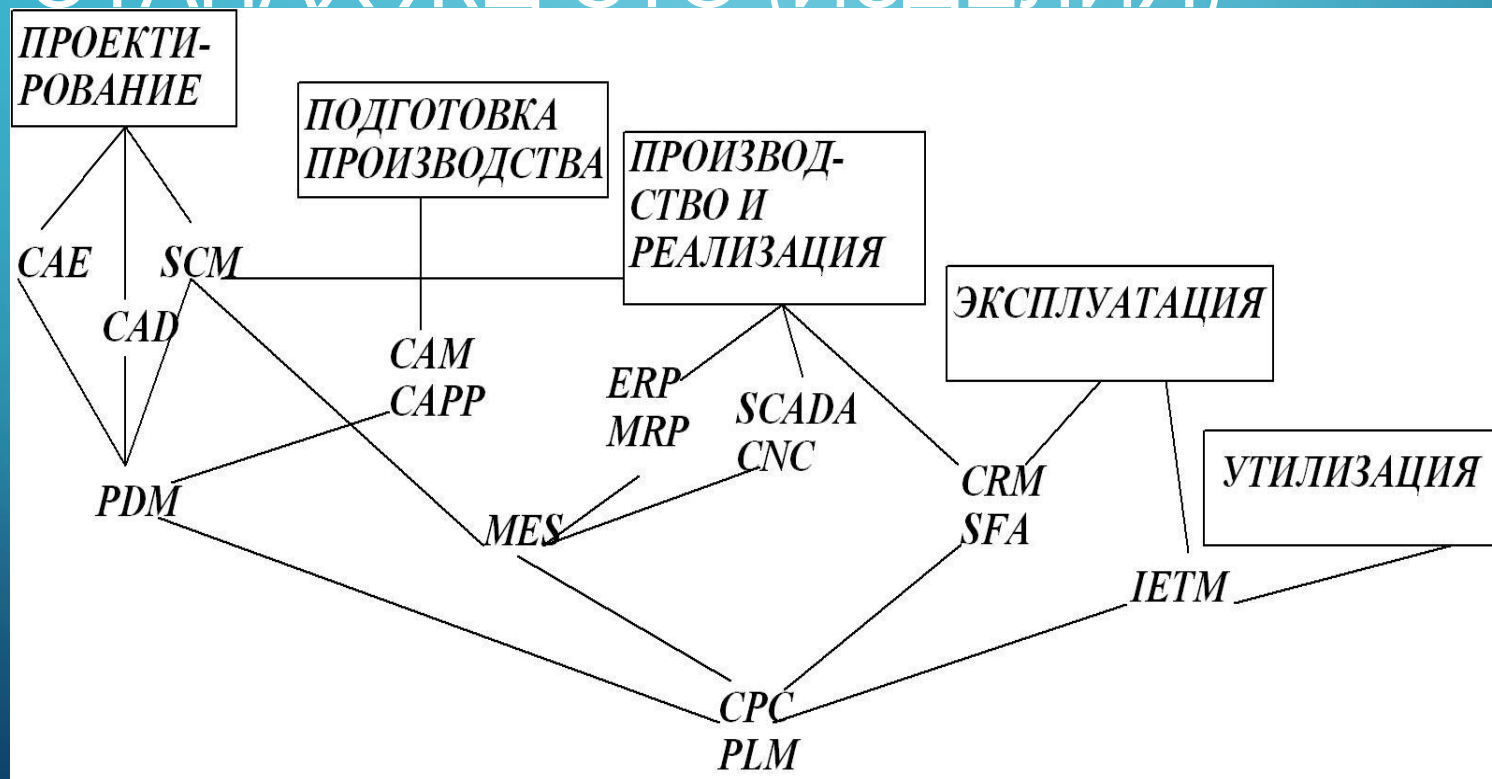 (ИЗДЕЛИЯ)
ПРОЕКТИ-
РОВАНИЕ
ПОДГОТОВКА
ПРОИЗВОДСТВА
ПРОИЗВОД-
СТВО И
РЕАЛИЗАЦИЯ
CAE
SCM
ЭКСПЛУАТАЦИЯ
CAD
CAM
CAPP
ERP
MRP
SCADA
CNC
CRM
SFA
УТИЛИЗАЦИЯ
PDM
MES
IETM
CPC
PLM